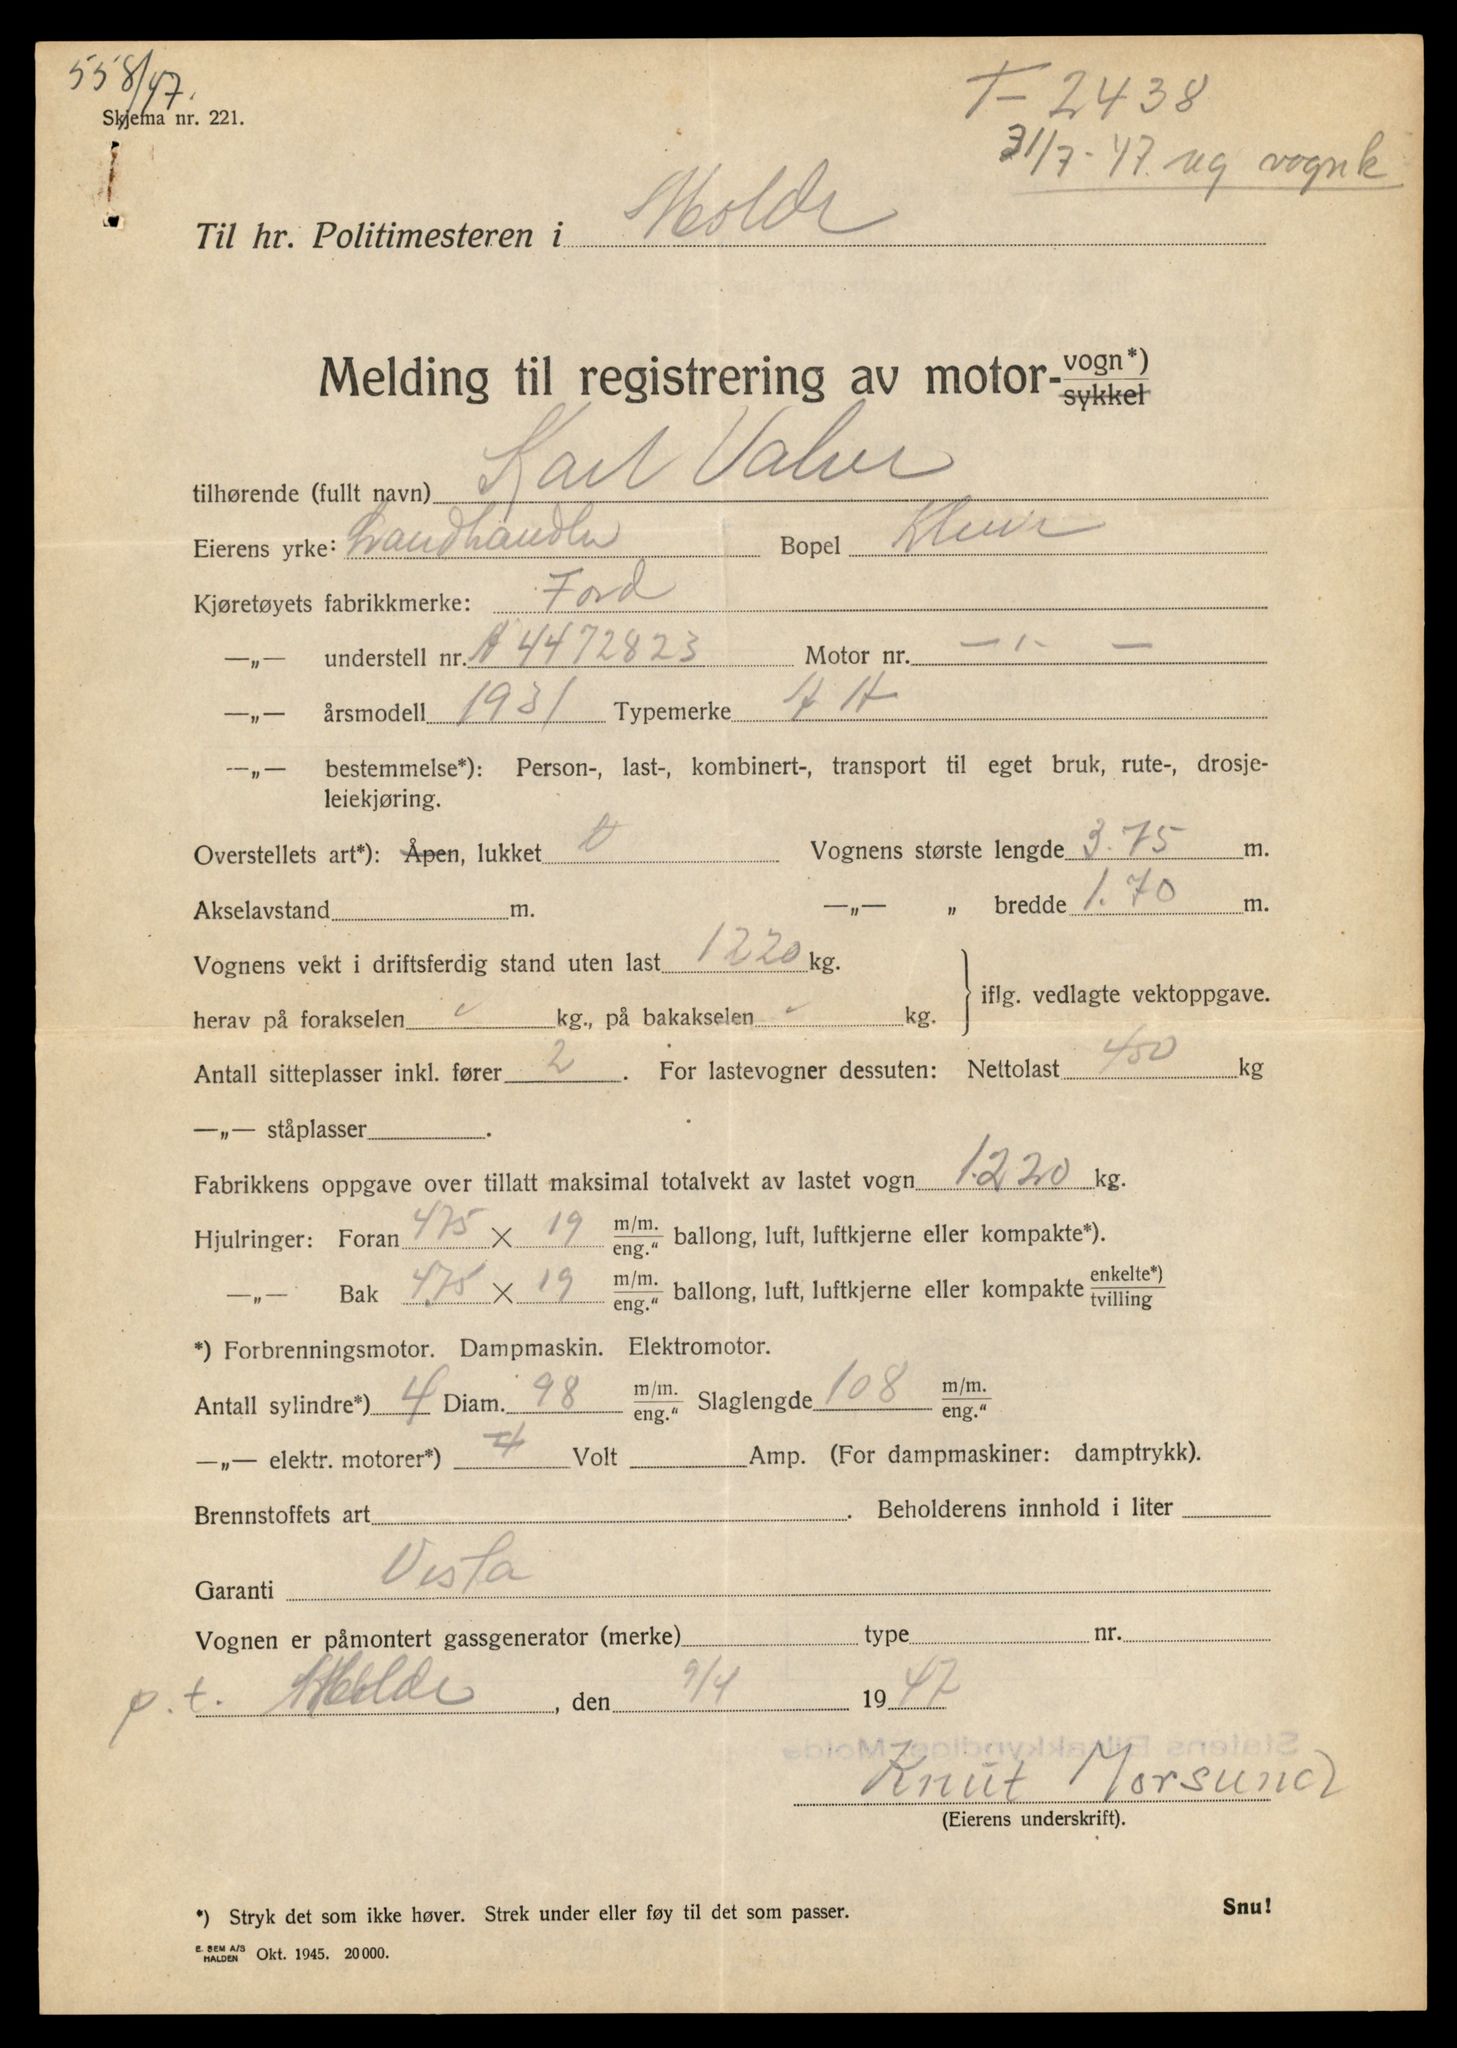 558/47.
Skjema nr. 221.
T- 2438
31/7-47. ug vognk
Til hr. Politimesteren i Molde
Melding til registrering av motor-vogn*)
sykkel
tilhørende (fullt navn) Karl
Eierens yrke: Landhandler Bopel
Kjøretøyets fabrikkmerke: Ford
—„— understell nr. A 4472823 Motor nr. — „ —
—„— årsmodell 1931 Typemerke
—„— bestemmelse*): Person-, last-, kombinert-, transport til eget bruk, rute-, drosje-
leiekjøring.
Overstellets art*): Åpen, lukket Vognens største lengde 3.75 m.
Akselavstand m. —„— „ bredde 1.70 m.
Vognens vekt i driftsferdig stand uten last 1220 kg.
herav på forakselen kg., på bakakselen kg. iflg. vedlagte vektoppgave.
Antall sitteplasser inkl. fører 2 . For lastevogner dessuten: Nettolast 450 kg
—„— ståplasser .
Fabrikkens oppgave over tillatt maksimal totalvekt av lastet vogn 1220 kg.
Hjulringer: Foran 475 × 19 m/m. eng.“ ballong, luft, luftkjerne eller kompakte*).
—„— Bak 475 × 19 m/m. eng.“ ballong, luft, luftkjerne eller kompakte enkelte*) tvilling
*) Forbrenningsmotor. Dampmaskin. Elektromotor.
Antall sylindre*) 4 Diam. 98 m/m. eng.“ Slaglengde 108 m/m. eng.“
—„— elektr. motorer*) 4 Volt Amp. (For dampmaskiner: damptrykk).
Brennstoffets art . Beholderens innhold i liter
Garanti Vesta
Vognen er påmontert gassgenerator (merke) type nr.
p.t. Molde , den 9/4 1947
Knut Morsund
(Eierens underskrift).
*) Stryk det som ikke høver. Strek under eller føy til det som passer. Snu!
E. SEM A/S
HALDEN Okt. 1945. 20000.